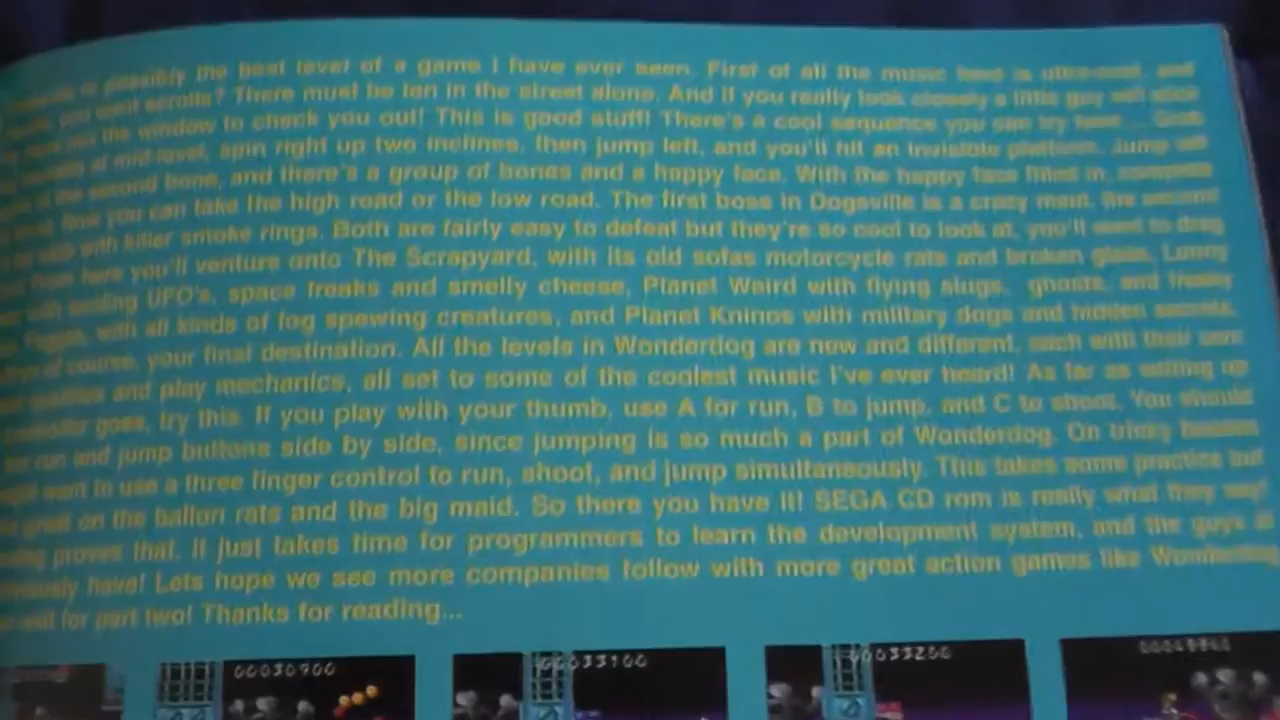 is possibly the best level of a game I have ever seen. First of all the music here is ultra-cool, and
you want scrolls? There must be ten in the street alone. And if you really look closely a little guy will
out the window to check you out! This is good stuff! There's a cool sequence you can try here...
of mid-level, spin right up two inclines, then jump left, and you'll hit an invisible platform. Jump
the second bone, and there's a group of bones and a happy face. With the happy face filled in,
Now you can take the high road or the low road. The first boss in Dogsville is a crazy maid, the second
with killer smoke rings. Both are fairly easy to defeat but they're so cool to look at, you'll want to
From here you'll venture onto The Scrapyard, with its old sofas motorcycle rats and broken glass, Lunny
with sailing UFO's, space freaks and smelly cheese, Planet Weird with flying slugs, ghosts, and freaky
with all kinds of fog spewing creatures, and Planet Kninos with military dogs and hidden secrets,
of course, your final destination. All the levels in Wonderdog are new and different, each with their own
and play mechanics, all set to some of the coolest music I've ever heard! As far as setting up
goes, try this. If you play with your thumb, use A for run, B to jump, and C to shoot. You should
run and jump buttons side by side, since jumping is so much a part of Wonderdog. On tricky bosses
want to use a three finger control to run, shoot, and jump simultaneously. This takes some practice but
great on the ballon rats and the big maid. So there you have it! SEGA CD rom is really what they say!
proves that. It just takes time for programmers to learn the development system, and the guys at
have! Lets hope we see more companies follow with more great action games like Wonderdog
for part two! Thanks for reading...
00030900
00033100
00033200